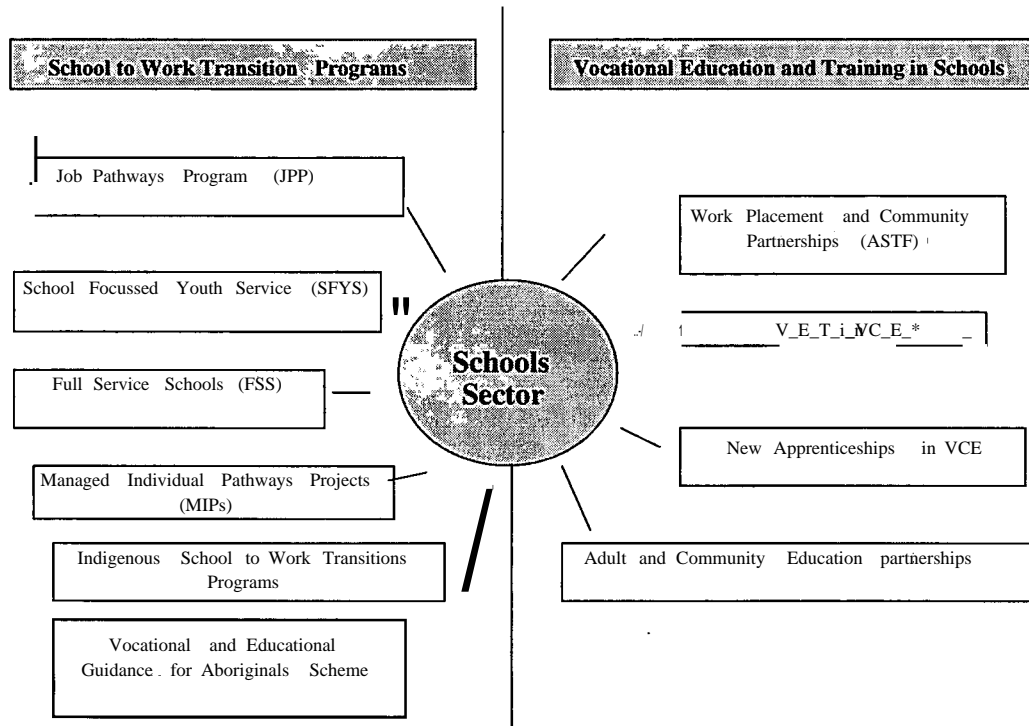 School to Work Transition Programs
Job Pathways Program (JPP)
School Focussed Youth Service (SFYS)
Full Service Schools (FSS)
Managed Individual Pathways Projects
(MIPs)
Indigenous School to Work Transitions
Programs
Vocational and Educational
Guidance for Aboriginals Scheme
Schools
Sector
Vocational Education and Training in Schools
Work Placement and Community
Partnerships (ASTF)
V_E_T_i_nVC_E_*
New Apprenticeships in VCE
Adult and Community Education partnerships